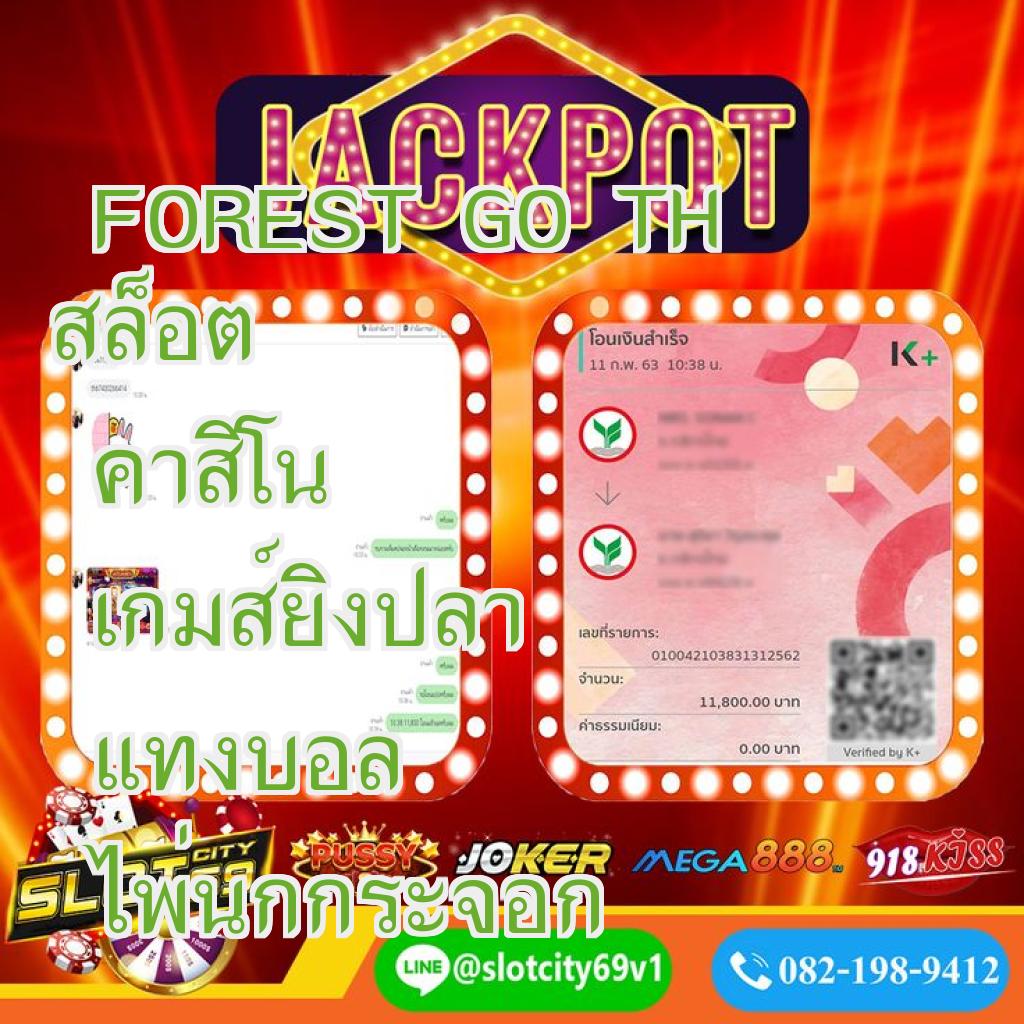 JACKPOT
FOREST GO TH
สล็อต
คาสิโน
เกมส์ยิงปลา
แทงบอล
ไพ่นกกระจอก
โอนเงินสำเร็จ
11 ก.พ. 63 10:38 น.
K+
เลขที่รายการ:
010042103831312562
จำนวน:
11,800.00 บาท
ค่าธรรมเนียม:
0.00 บาท
Verified by K+
SLOT CITY
PUSSY
JOKER
MEGA888
918KISS
LINE @slotcity69v1
082-198-9412